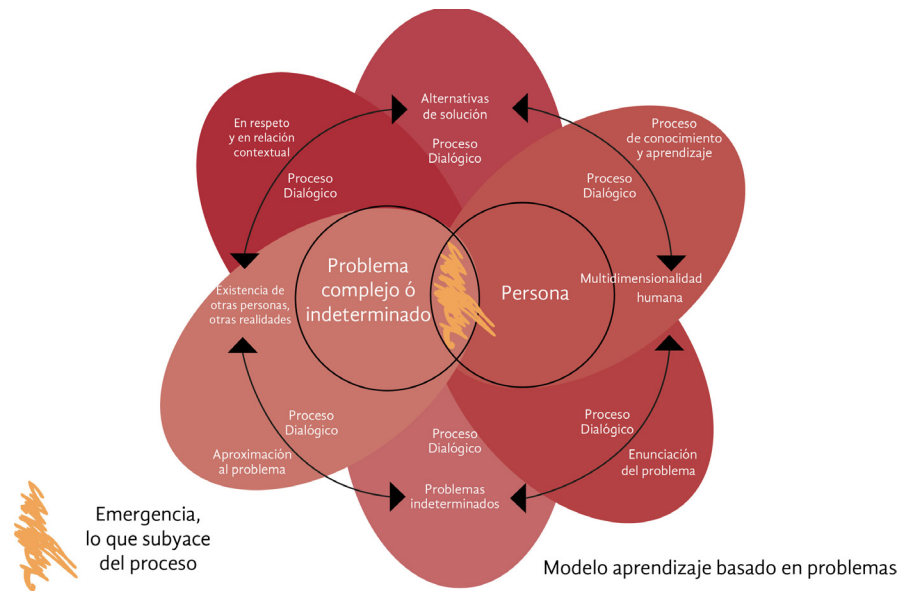 Alternativas
de solución
Proceso
Dialógico
En respeto
y en relación
contextual
Proceso
Dialógico
Proceso
de conocimiento
y aprendizaje
Proceso
Dialógico
Problema
complejo ó
indeterminado
Persona
Existencia de
otras personas,
otras realidades
Multidimensionalidad
humana
Proceso
Dialógico
Aproximación
al problema
Proceso
Dialógico
Problemas
indeterminados
Proceso
Dialógico
Enunciación
del problema
Emergencia,
lo que subyace
del proceso
Modelo aprendizaje basado en problemas